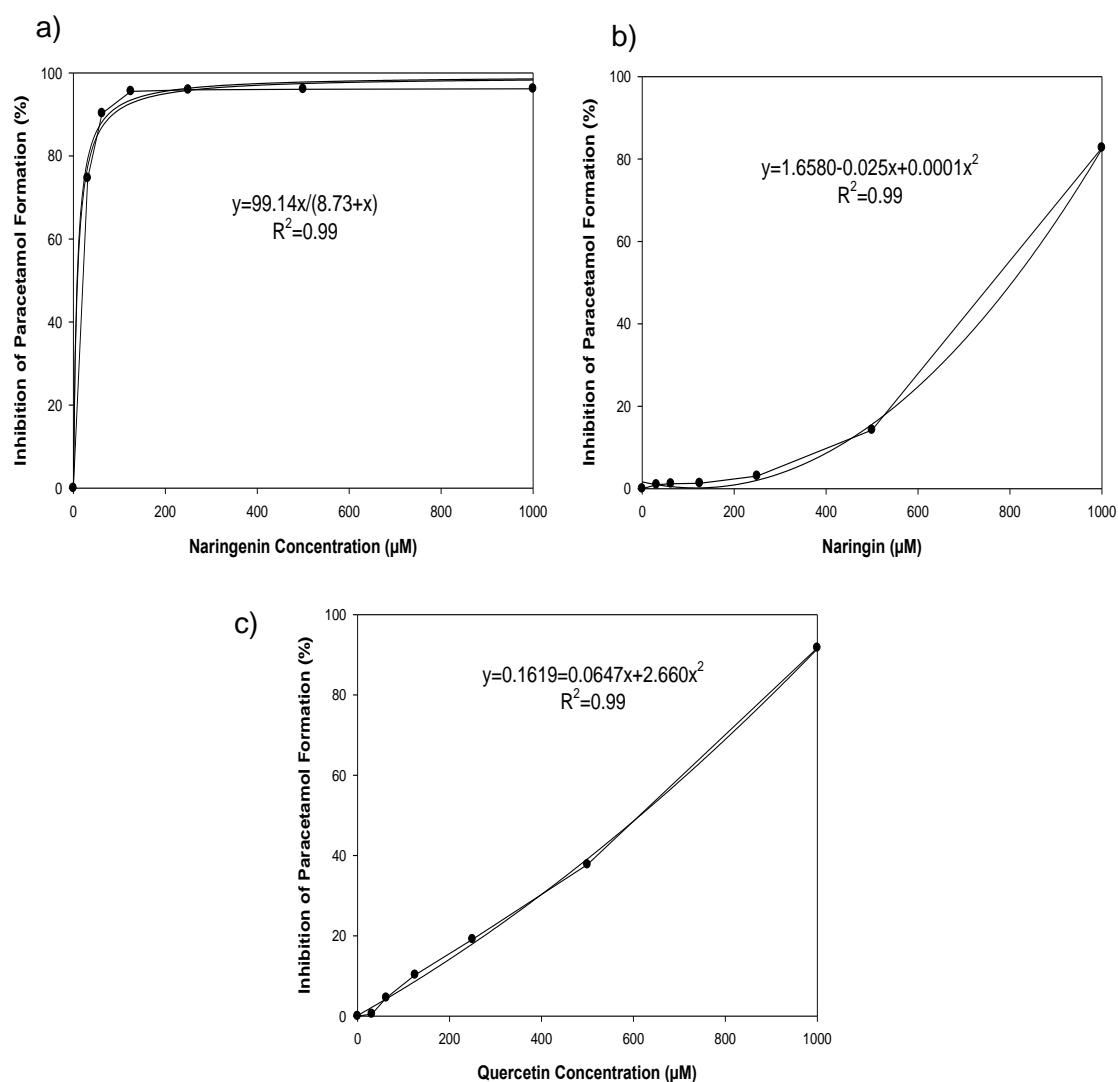 a)
Inhibition of Paracetamol Formation (%)
100
80
60
40
20
0
y=99.14x/(8.73+x)
R²=0.99
0 200 400 600 800 1000
Naringenin Concentration (µM)
b)
Inhibition of Paracetamol Formation (%)
100
80
60
40
20
0
y=1.6580-0.025x+0.0001x²
R²=0.99
0 200 400 600 800 1000
Naringin (µM)
c)
Inhibition of Paracetamol Formation (%)
100
80
60
40
20
0
y=0.1619=0.0647x+2.660x²
R²=0.99
0 200 400 600 800 1000
Quercetin Concentration (µM)